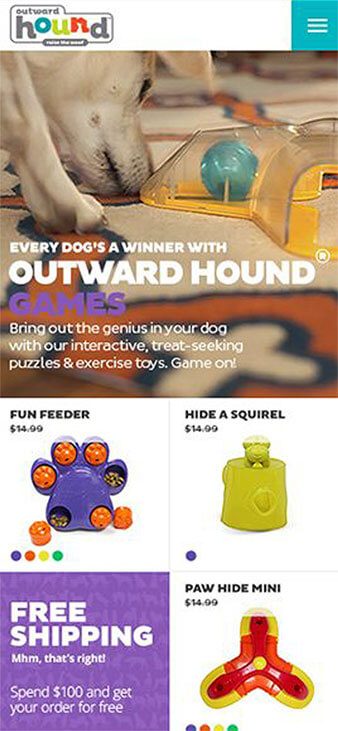 outward
hound
raise the woof
EVERY DOG'S A WINNER WITH
OUTWARD HOUND®
GAMES
Bring out the genius in your dog
with our interactive, treat-seeking
puzzles & exercise toys. Game on!
FUN FEEDER
$14.99
HIDE A SQUIREL
$14.99
FREE
SHIPPING
Mhm, that's right!
Spend $100 and get
your order for free
PAW HIDE MINI
$14.99